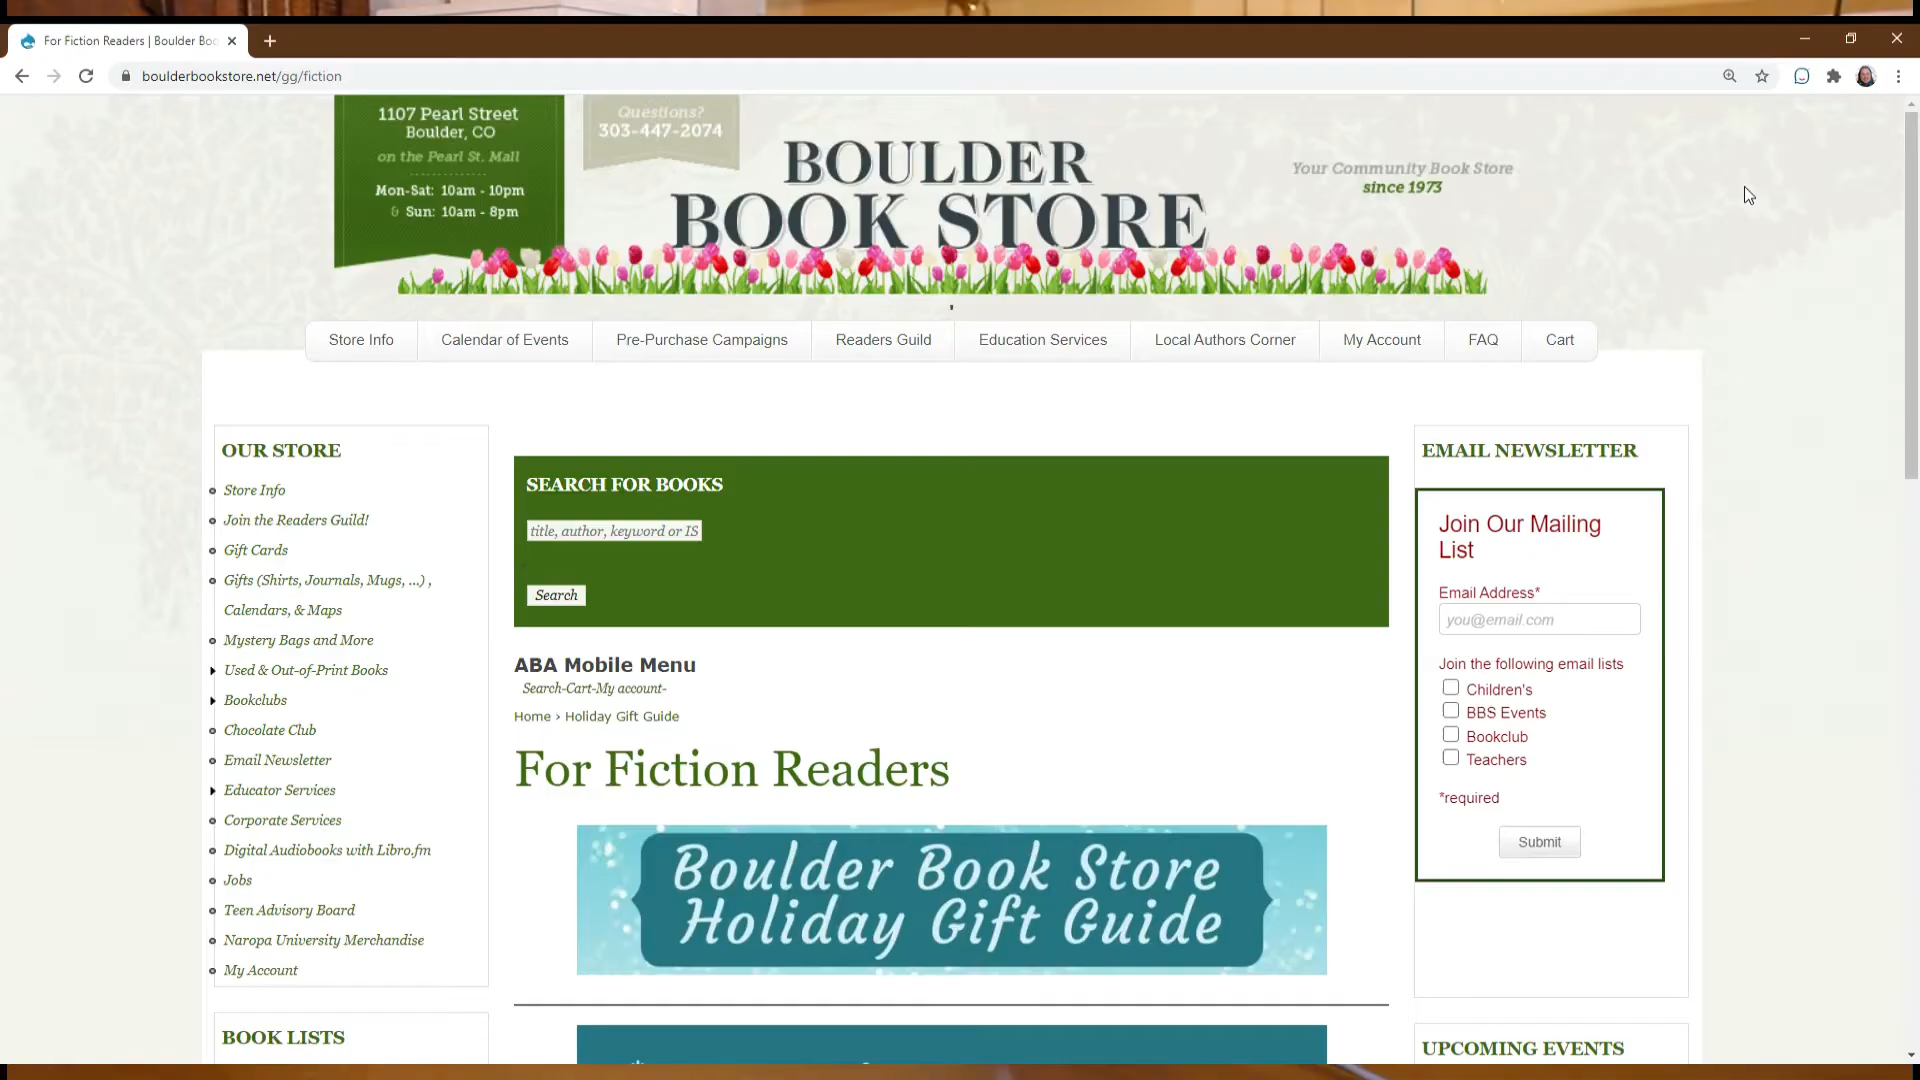 For Fiction Readers | Boulder Boo
boulderbookstore.net/gg/fiction
1107 Pearl Street
Boulder, CO
on the Pearl St. Mall
Mon-Sat: 10am - 10pm
& Sun: 10am - 8pm
Questions?
303-447-2074
BOULDER
BOOK STORE
Your Community Book Store
since 1973
Store Info
Calendar of Events
Pre-Purchase Campaigns
Readers Guild
Education Services
Local Authors Corner
My Account
FAQ
Cart
OUR STORE
Store Info
Join the Readers Guild!
Gift Cards
Gifts (Shirts, Journals, Mugs, ...) ,
Calendars, & Maps
Mystery Bags and More
Used & Out-of-Print Books
Bookclubs
Chocolate Club
Email Newsletter
Educator Services
Corporate Services
Digital Audiobooks with Libro.fm
Jobs
Teen Advisory Board
Naropa University Merchandise
My Account
BOOK LISTS
SEARCH FOR BOOKS
title, author, keyword or IS
Search
ABA Mobile Menu
Search-Cart-My account-
Home › Holiday Gift Guide
For Fiction Readers
Boulder Book Store
Holiday Gift Guide
EMAIL NEWSLETTER
Join Our Mailing
List
Email Address*
you@email.com
Join the following email lists
Children's
BBS Events
Bookclub
Teachers
*required
Submit
UPCOMING EVENTS